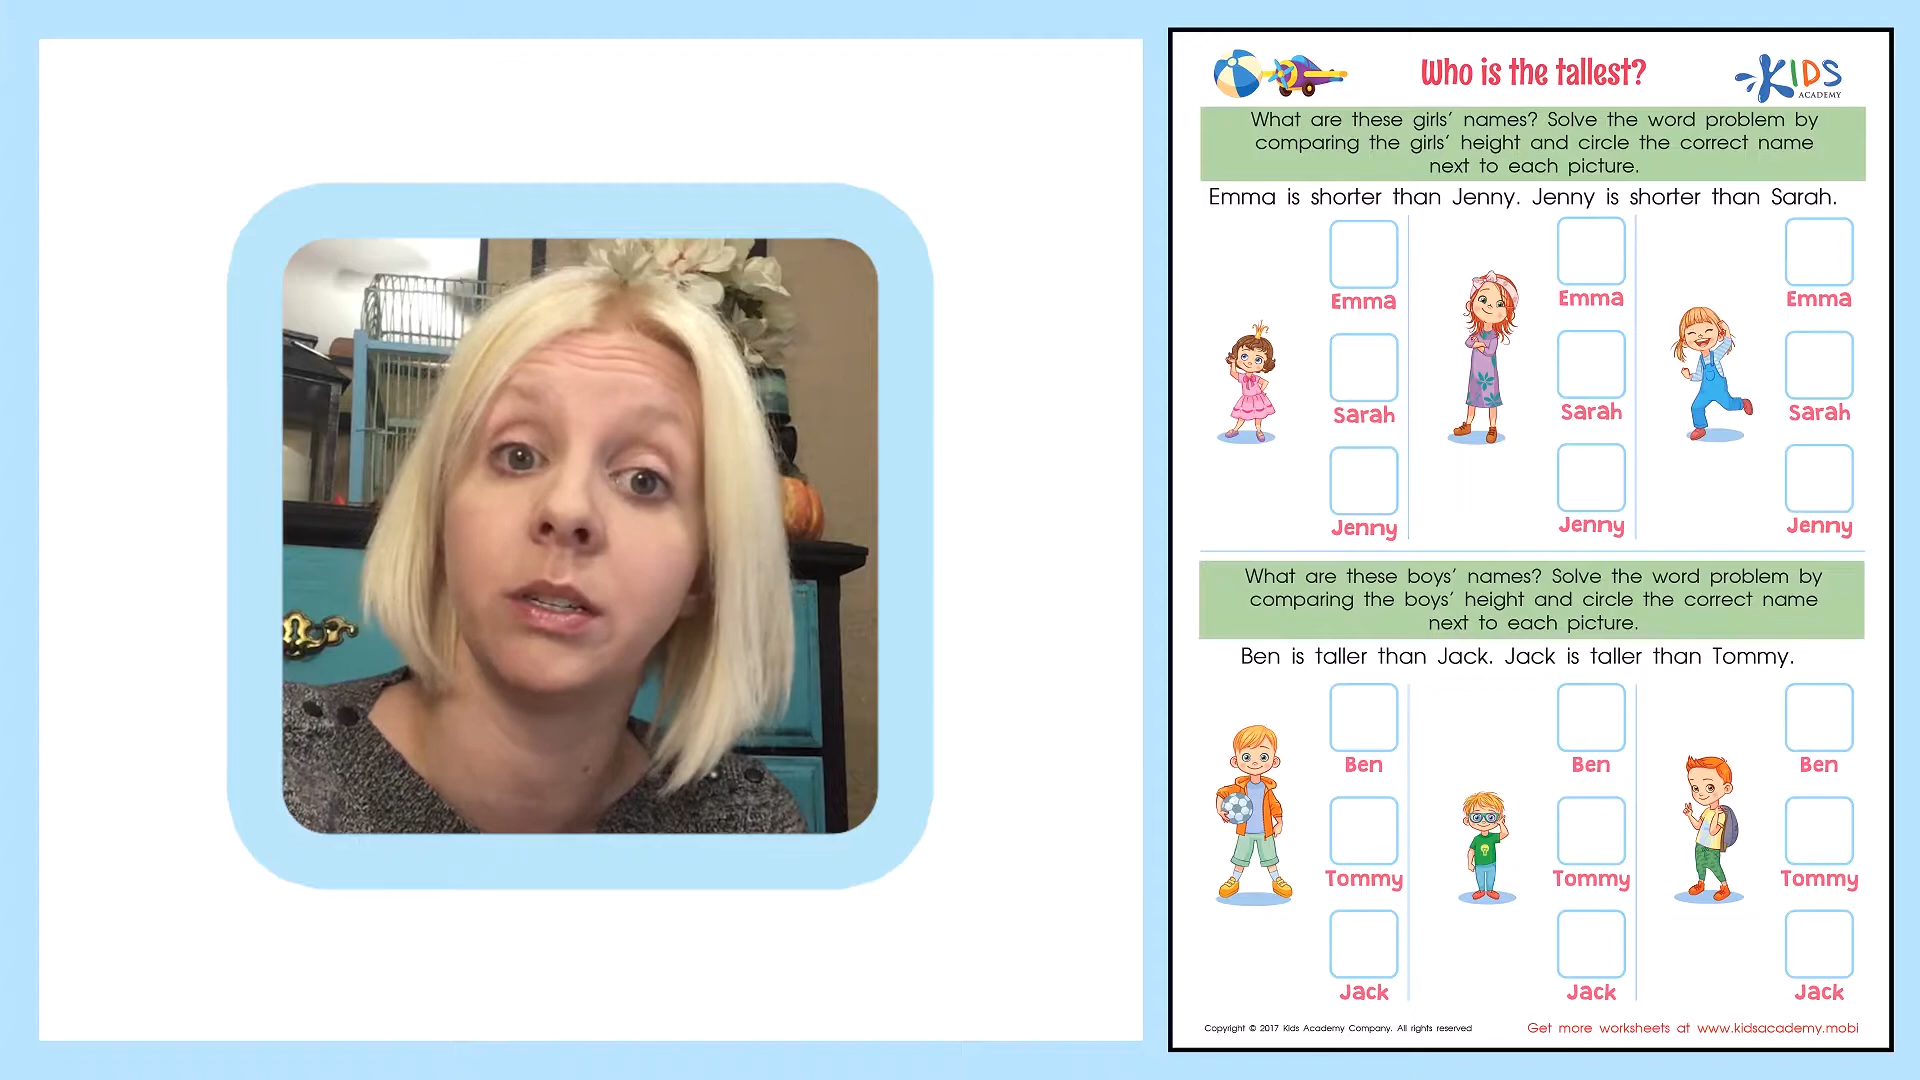 Who is the tallest?
KIDS
ACADEMY
What are these girls' names? Solve the word problem by
comparing the girls' height and circle the correct name
next to each picture.
Emma is shorter than Jenny. Jenny is shorter than Sarah.
Emma
Sarah
Jenny
Emma
Sarah
Jenny
Emma
Sarah
Jenny
What are these boys' names? Solve the word problem by
comparing the boys' height and circle the correct name
next to each picture.
Ben is taller than Jack. Jack is taller than Tommy.
Ben
Tommy
Jack
Ben
Tommy
Jack
Ben
Tommy
Jack
Copyright © 2017 Kids Academy Company. All rights reserved
Get more worksheets at www.kidsacademy.mobi